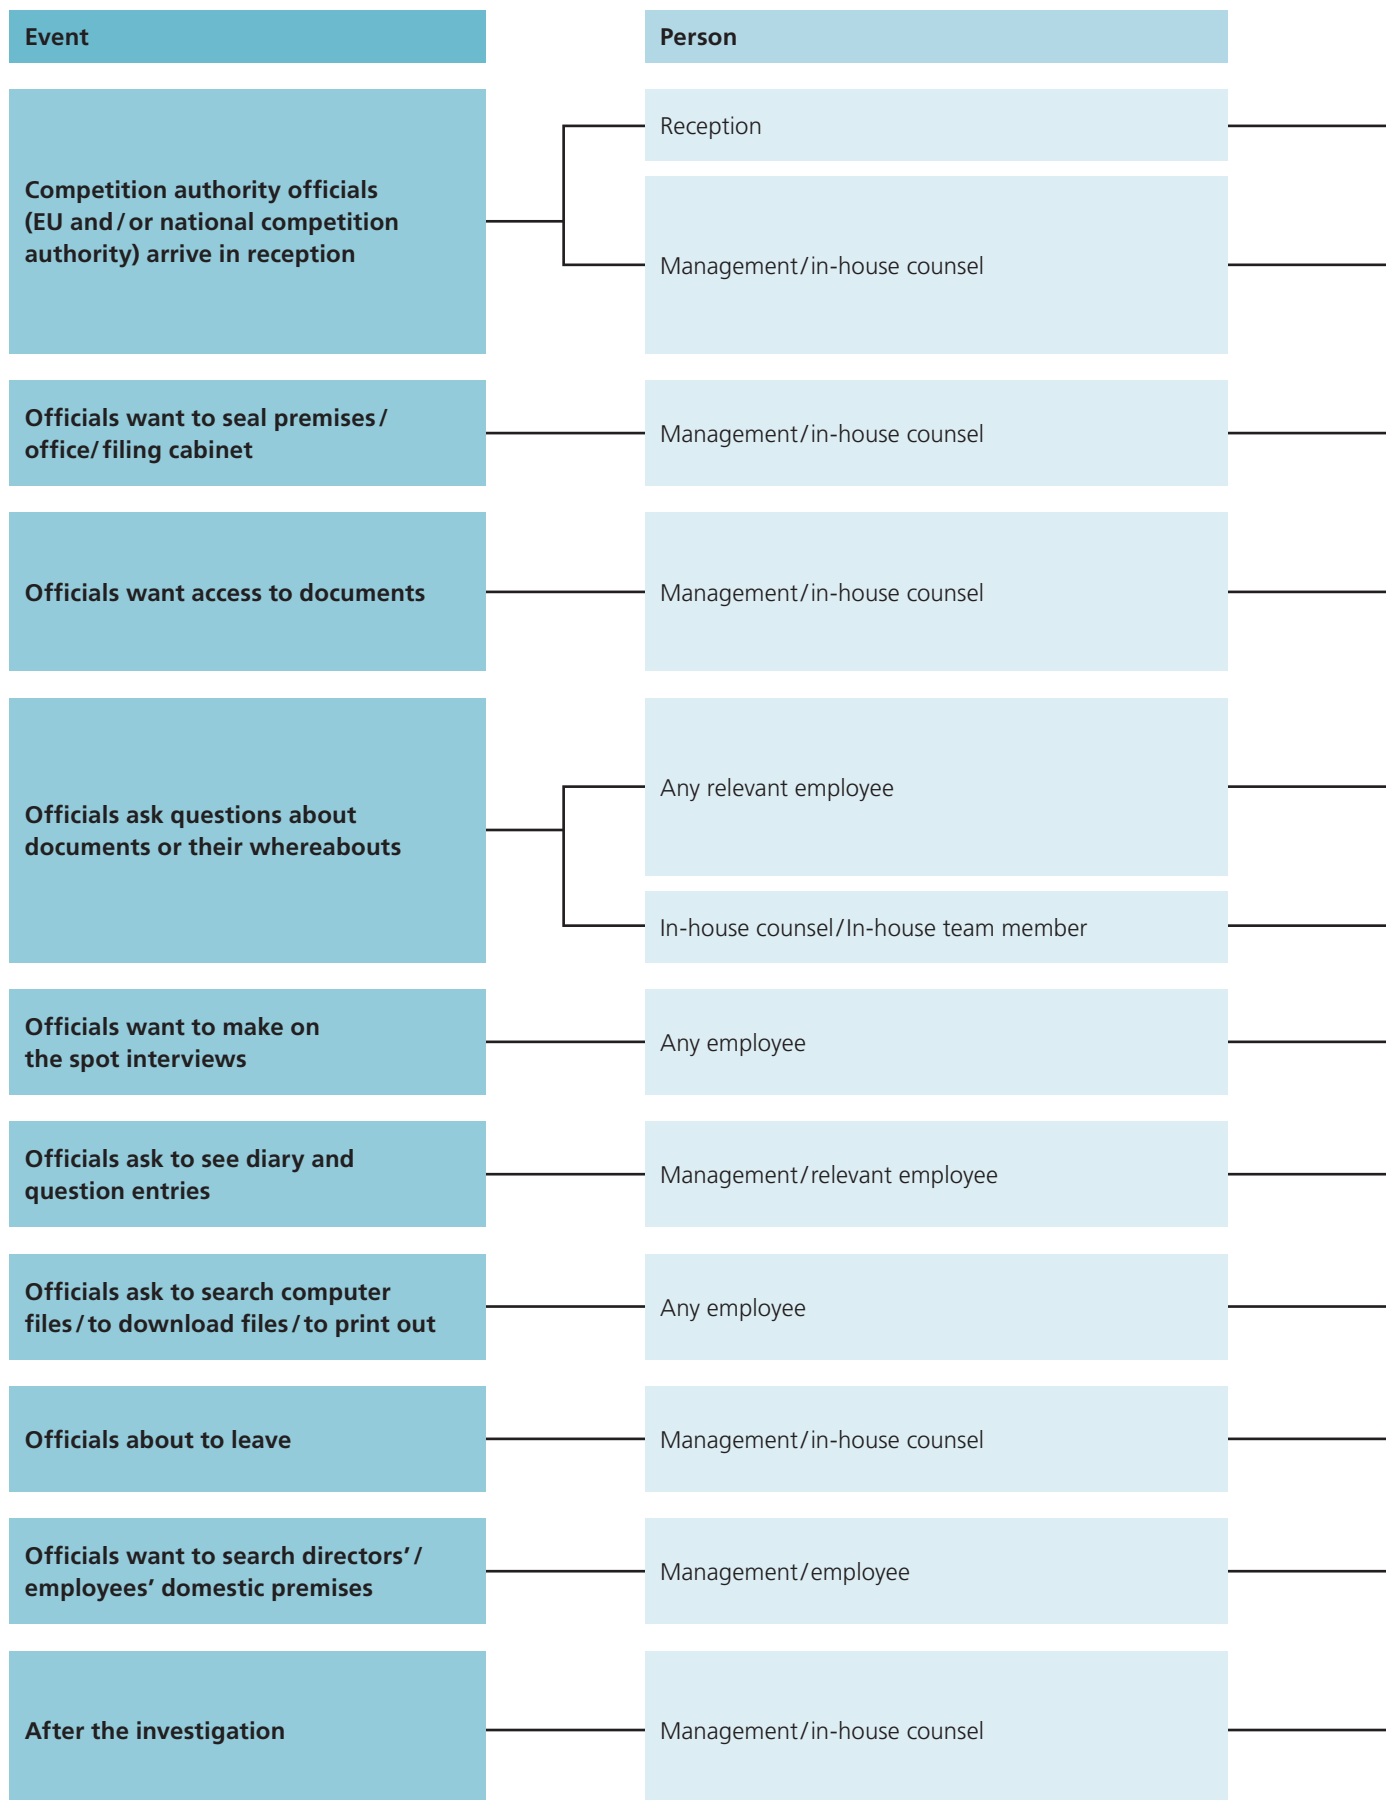 Event
Person
Competition authority officials
(EU and/or national competition
authority) arrive in reception
Reception
Management/in-house counsel
Officials want to seal premises/
office/filing cabinet
Management/in-house counsel
Officials want access to documents
Management/in-house counsel
Officials ask questions about
documents or their whereabouts
Any relevant employee
In-house counsel/In-house team member
Officials want to make on
the spot interviews
Any employee
Officials ask to see diary and
question entries
Management/relevant employee
Officials ask to search computer
files/to download files/to print out
Any employee
Officials about to leave
Management/in-house counsel
Officials want to search directors’/
employees’ domestic premises
Management/employee
After the investigation
Management/in-house counsel